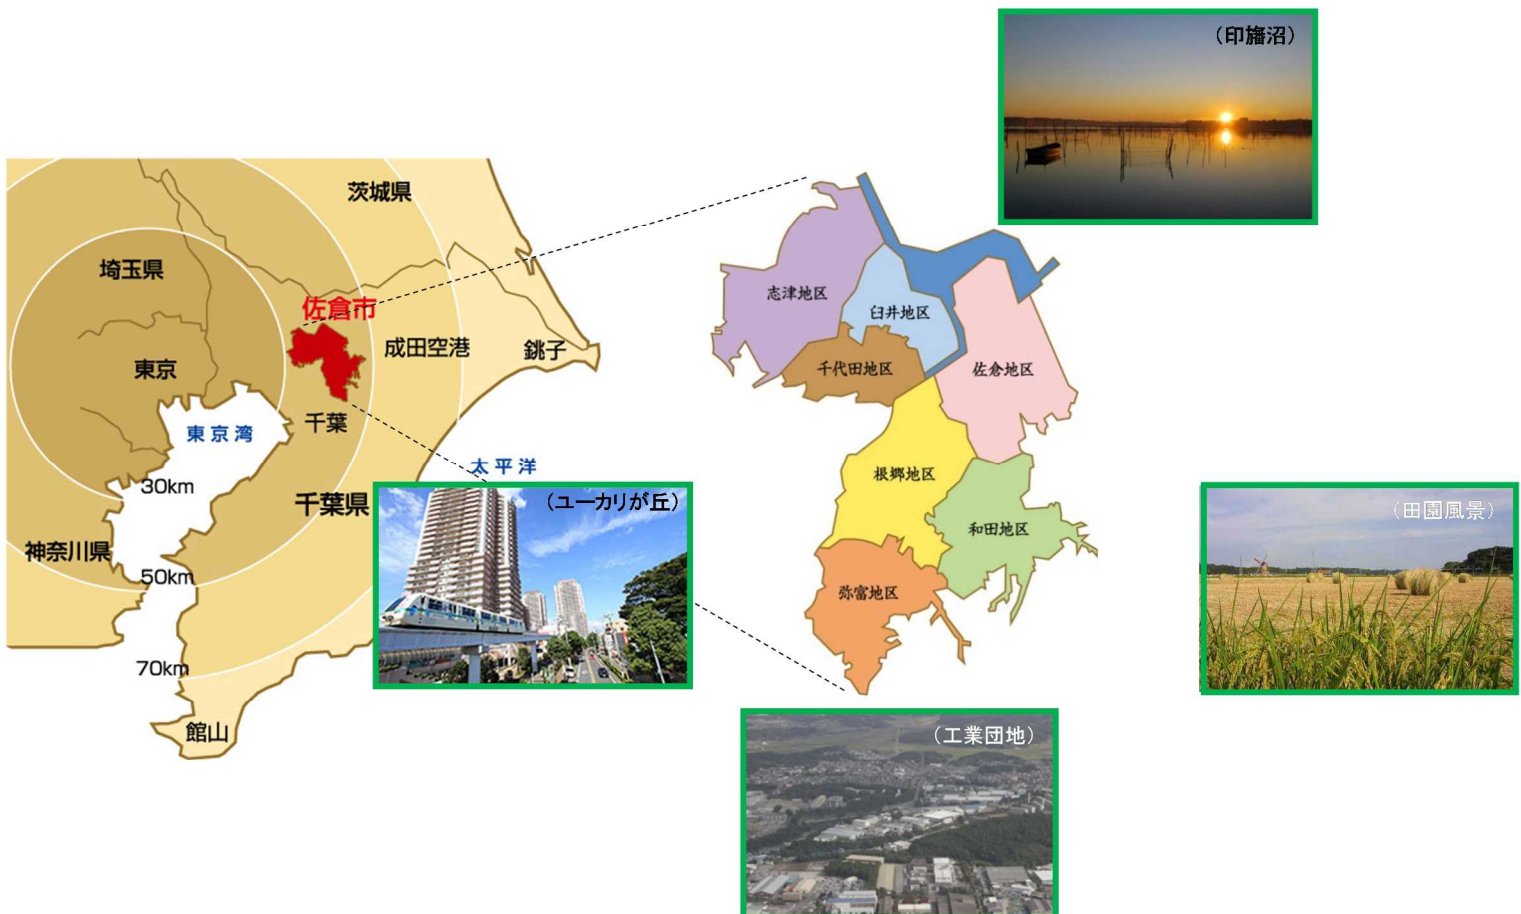 （印旛沼）
茨城県
埼玉県
佐倉市
成田空港
銚子
東京
千葉
東京湾
太平洋
30km
千葉県
神奈川県
50km
70km
館山
志津地区
臼井地区
千代田地区
佐倉地区
根郷地区
和田地区
弥富地区
（ユーカリが丘）
（田園風景）
（工業団地）